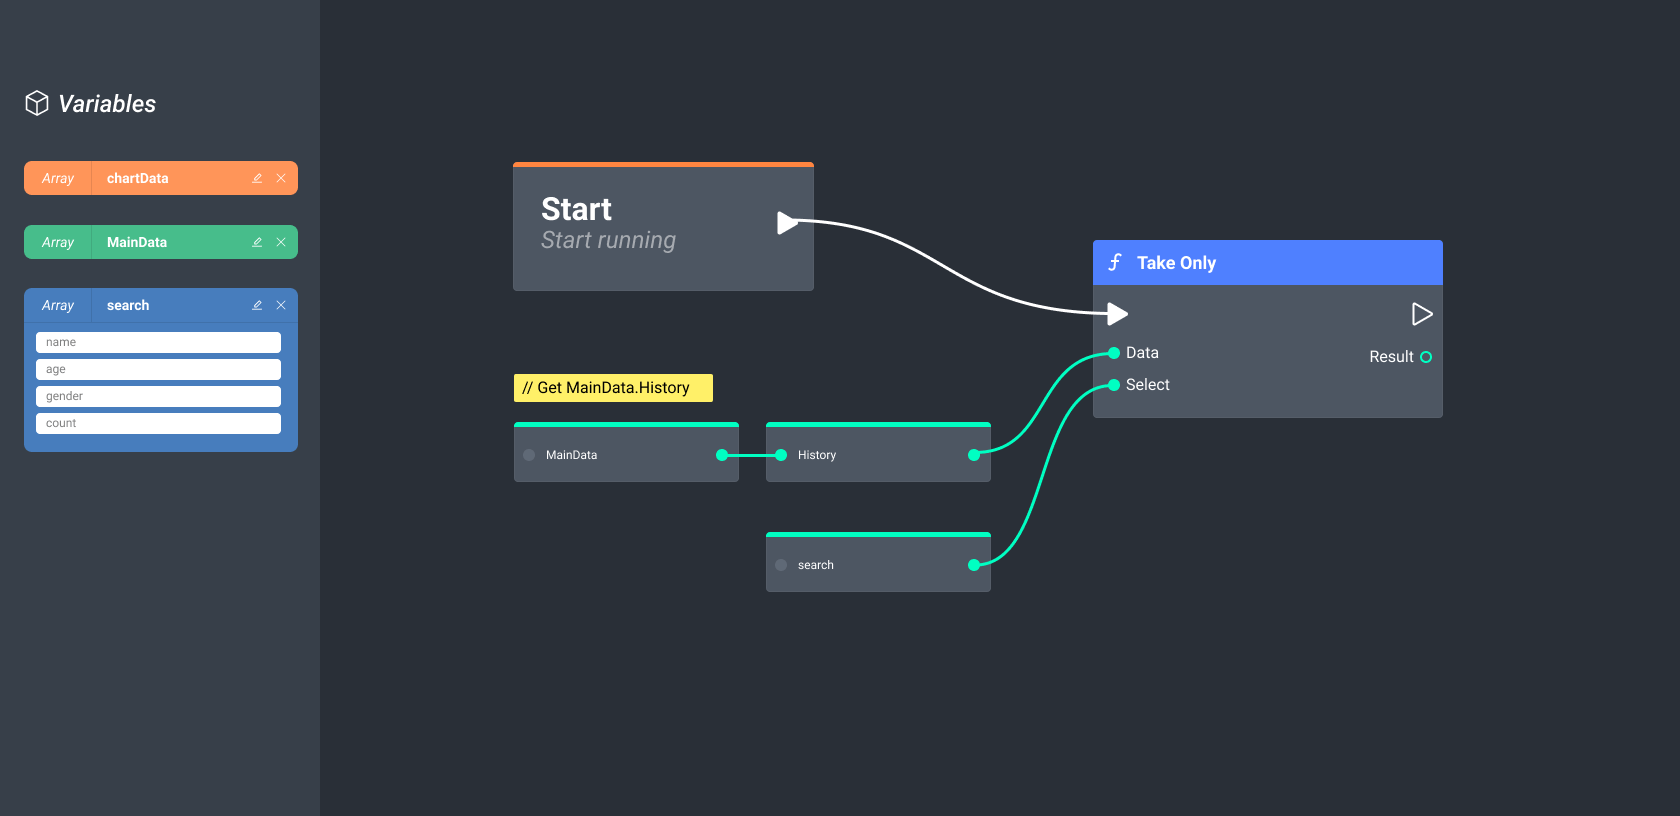 Variables
Array chartData
Array MainData
Array search
name
age
gender
count
Start
Start running
// Get MainData.History
MainData
History
search
Take Only
Data
Result
Select